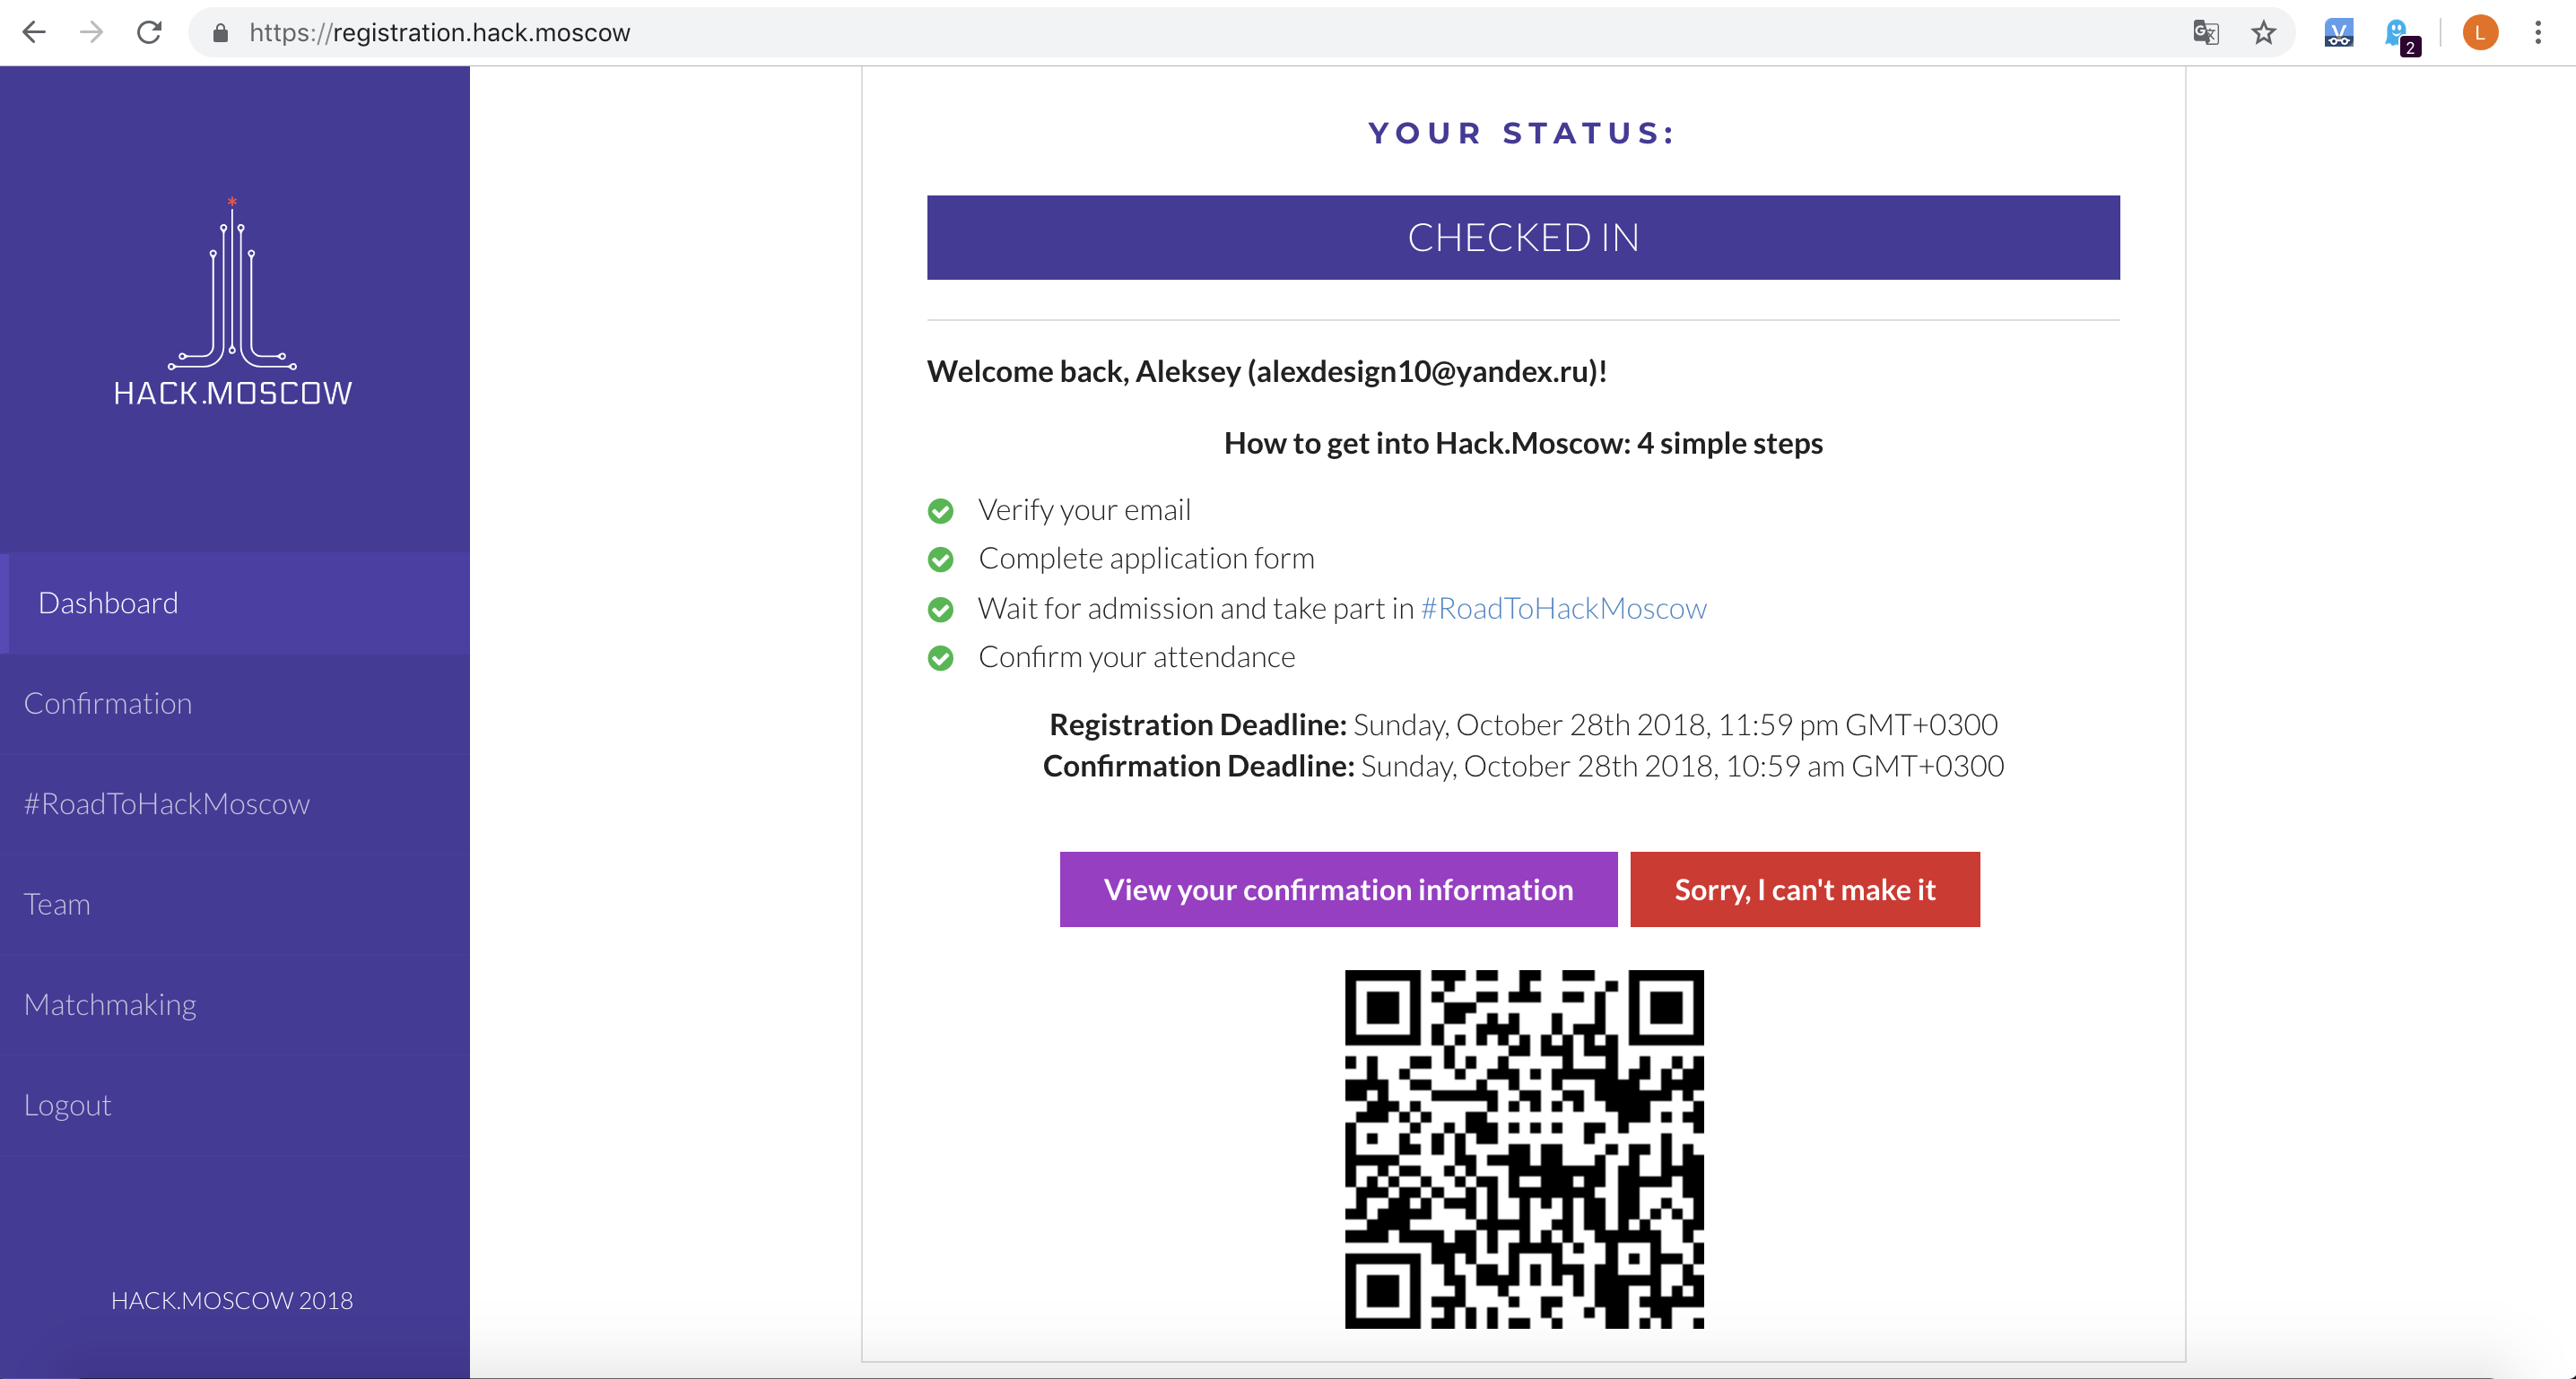 https://registration.hack.moscow
2
L
HACK.MOSCOW
Dashboard
Confirmation
#RoadToHackMoscow
Team
Matchmaking
Logout
HACK.MOSCOW 2018
YOUR STATUS:
CHECKED IN
Welcome back, Aleksey (alexdesign10@yandex.ru)!
How to get into Hack.Moscow: 4 simple steps
Verify your email
Complete application form
Wait for admission and take part in #RoadToHackMoscow
Confirm your attendance
Registration Deadline: Sunday, October 28th 2018, 11:59 pm GMT+0300
Confirmation Deadline: Sunday, October 28th 2018, 10:59 am GMT+0300
View your confirmation information
Sorry, I can't make it